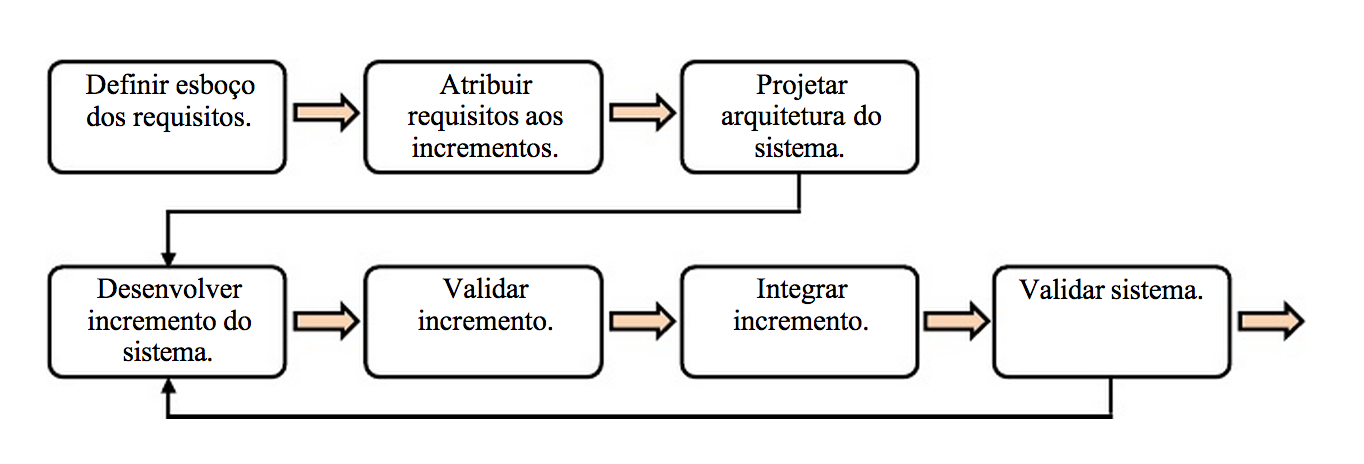 Definir esboço
dos requisitos.
Atribuir
requisitos aos
incrementos.
Projetar
arquitetura do
sistema.
Desenvolver
incremento do
sistema.
Validar
incremento.
Integrar
incremento.
Validar sistema.